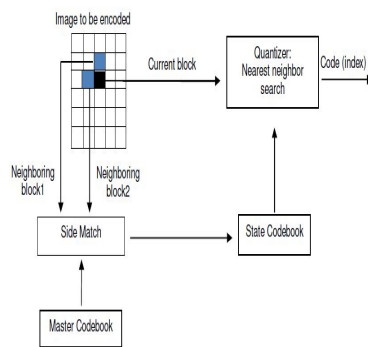 Image to be encoded
Current block
Quantizer:
Nearest neighbor
search
Code (index)
Neighboring
block1
Neighboring
block2
Side Match
State Codebook
Master Codebook